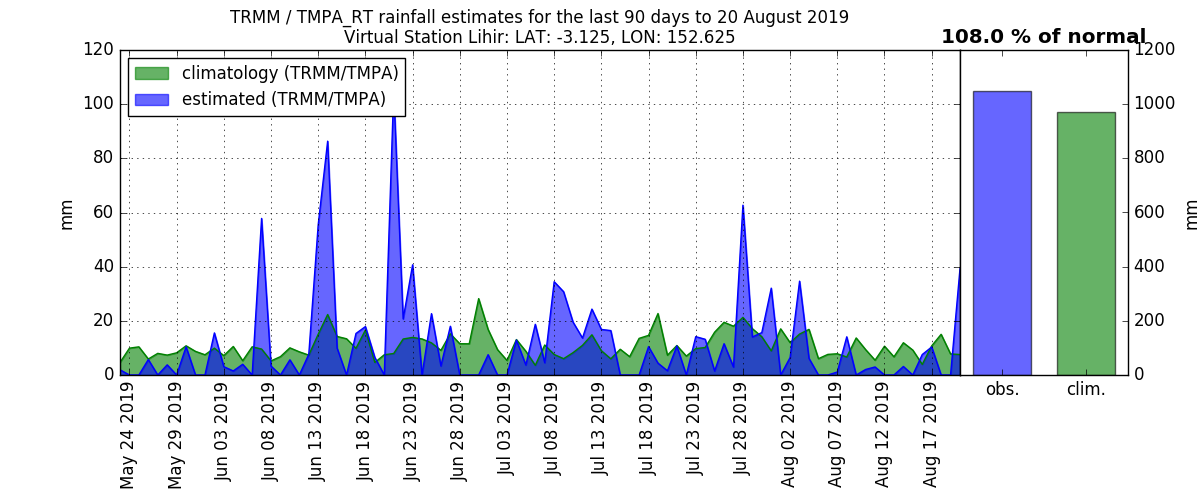 TRMM / TMPA_RT rainfall estimates for the last 90 days to 20 August 2019
Virtual Station Lihir: LAT: -3.125, LON: 152.625
108.0 % of normal
climatology (TRMM/TMPA)
estimated (TRMM/TMPA)
mm
120
100
80
60
40
20
0
1200
1000
800
600
400
200
0
mm
May 24 2019
May 29 2019
Jun 03 2019
Jun 08 2019
Jun 13 2019
Jun 18 2019
Jun 23 2019
Jun 28 2019
Jul 03 2019
Jul 08 2019
Jul 13 2019
Jul 18 2019
Jul 23 2019
Jul 28 2019
Aug 02 2019
Aug 07 2019
Aug 12 2019
Aug 17 2019
obs.
clim.